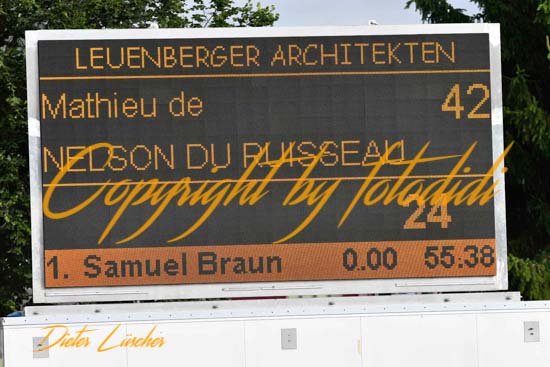 LEUENBERGER ARCHITEKTEN
Mathieu de 42
NELSON DU RUISSEAU
Copyright by fotodidi
24
1. Samuel Braun 0.00 55.38
Dieter Lüscher